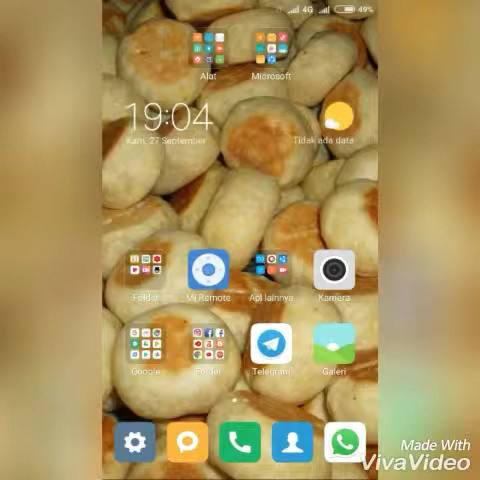 4G 49%
Alat Microsoft
19:04
Kam, 27 September
Tidak ada data
Folder Mi Remote Apl lainnya Kamera
Google Folder Telegram Galeri
Made With
VivaVideo